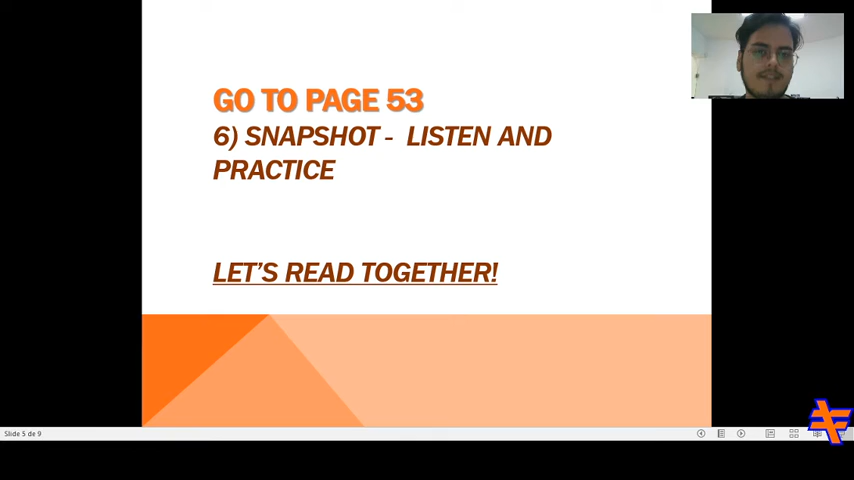 GO TO PAGE 53
6) SNAPSHOT - LISTEN AND
PRACTICE
LET'S READ TOGETHER!
Slide 5 de 9